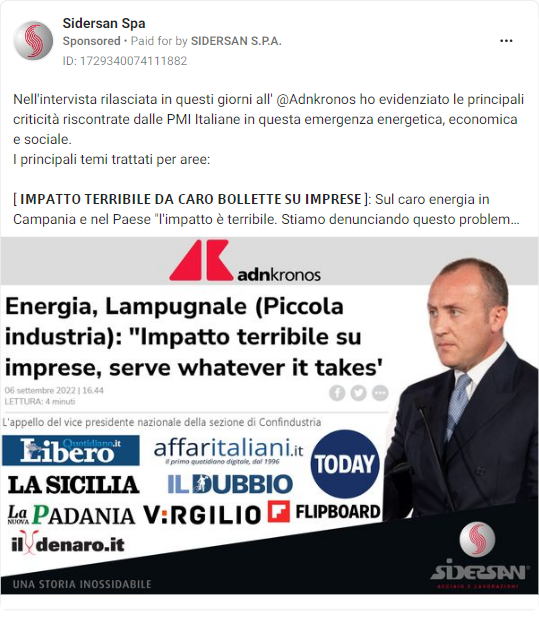 Sidersan Spa
Sponsored • Paid for by SIDERSAN S.P.A.
ID: 1729340074111882
Nell'intervista rilasciata in questi giorni all' @Adnkronos ho evidenziato le principali
criticità riscontrate dalle PMI Italiane in questa emergenza energetica, economica
e sociale.
I principali temi trattati per aree:
[ IMPATTO TERRIBILE DA CARO BOLLETTE SU IMPRESE ]: Sul caro energia in
Campania e nel Paese "l'impatto è terribile. Stiamo denunciando questo problem...
adnkronos
Energia, Lampugnale (Piccola
industria): "Impatto terribile su
imprese, serve whatever it takes'
06 settembre 2022 | 16.44
LETTURA: 4 minuti
L'appello del vice presidente nazionale della sezione di Confindustria
Quotidiano.it
Libero
affaritaliani.it
il primo quotidiano digitale, dal 1996
TODAY
LA SICILIA
IL DUBBIO
La NUOVA PADANIA
V:RGILIO
FLIPBOARD
il denaro.it
SIDERSAN
ACCIAIO E LAVORAZIONI
UNA STORIA INOSSIDABILE